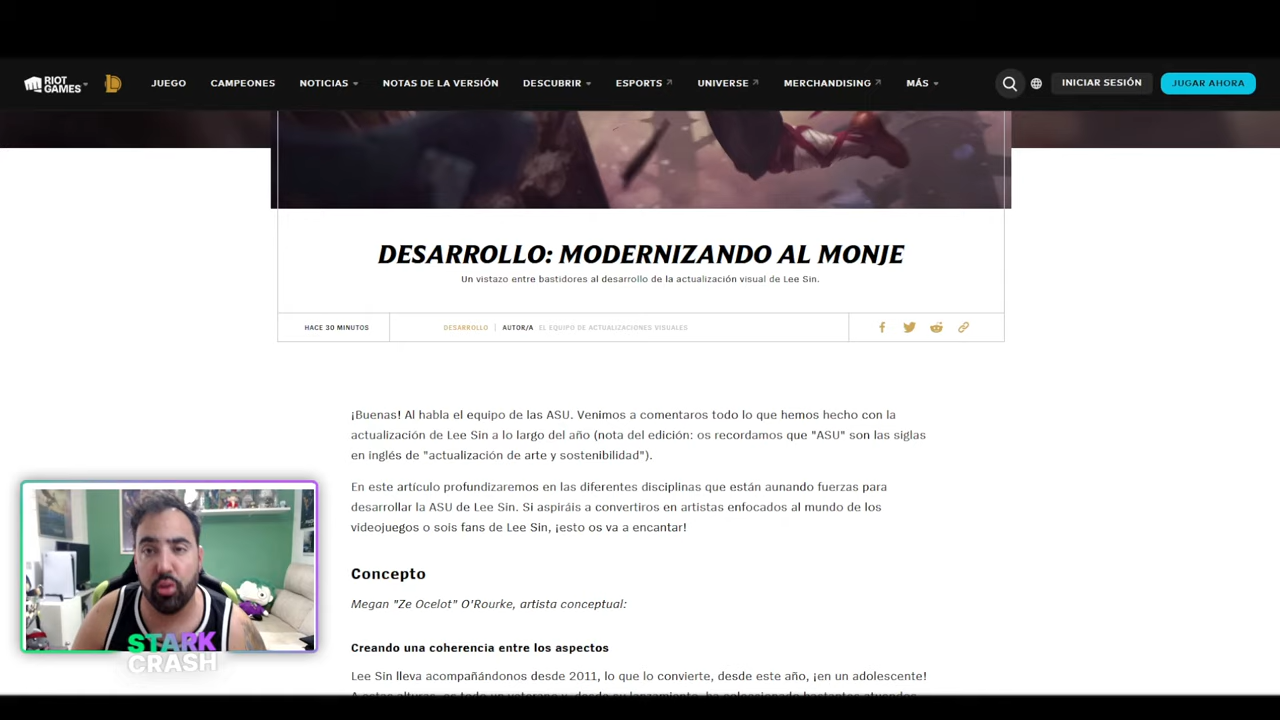 RIOT GAMES
JUEGO CAMPEONES NOTICIAS NOTAS DE LA VERSIÓN DESCUBRIR ESPORTS UNIVERSE MERCHANDISING MÁS INICIAR SESIÓN JUGAR AHORA
DESARROLLO: MODERNIZANDO AL MONJE
Un vistazo entre bastidores al desarrollo de la actualización visual de Lee Sin.
HACE 30 MINUTOS DESARROLLO | AUTOR/A EL EQUIPO DE ACTUALIZACIONES VISUALES
¡Buenas! Al habla el equipo de las ASU. Venimos a comentaros todo lo que hemos hecho con la
actualización de Lee Sin a lo largo del año (nota del edición: os recordamos que "ASU" son las siglas
en inglés de "actualización de arte y sostenibilidad").
En este artículo profundizaremos en las diferentes disciplinas que están aunando fuerzas para
desarrollar la ASU de Lee Sin. Si aspiráis a convertiros en artistas enfocados al mundo de los
videojuegos o sois fans de Lee Sin, ¡esto os va a encantar!
Concepto
Megan "Ze Ocelot" O'Rourke, artista conceptual:
Creando una coherencia entre los aspectos
Lee Sin lleva acompañándonos desde 2011, lo que lo convierte, desde este año, ¡en un adolescente!
STARK
CRASH